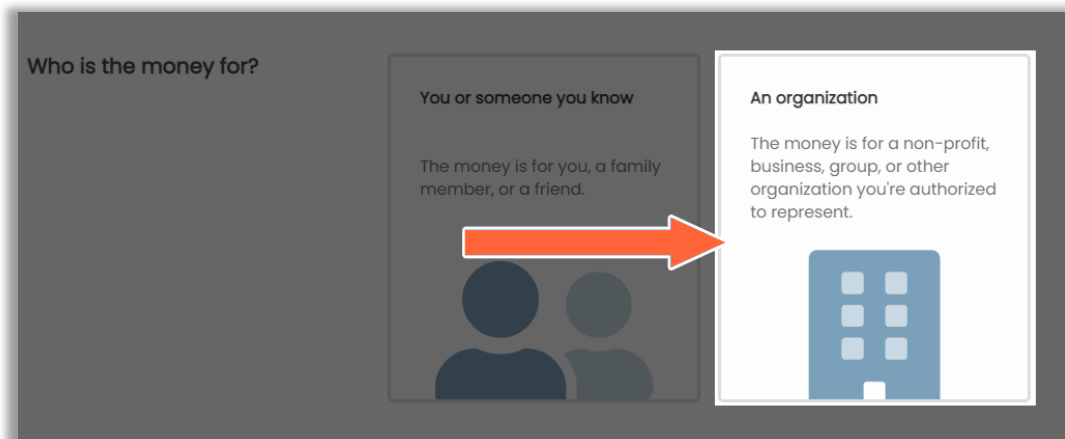 Who is the money for?
You or someone you know
The money is for you, a family
member, or a friend.
An organization
The money is for a non-profit,
business, group, or other
organization you're authorized
to represent.